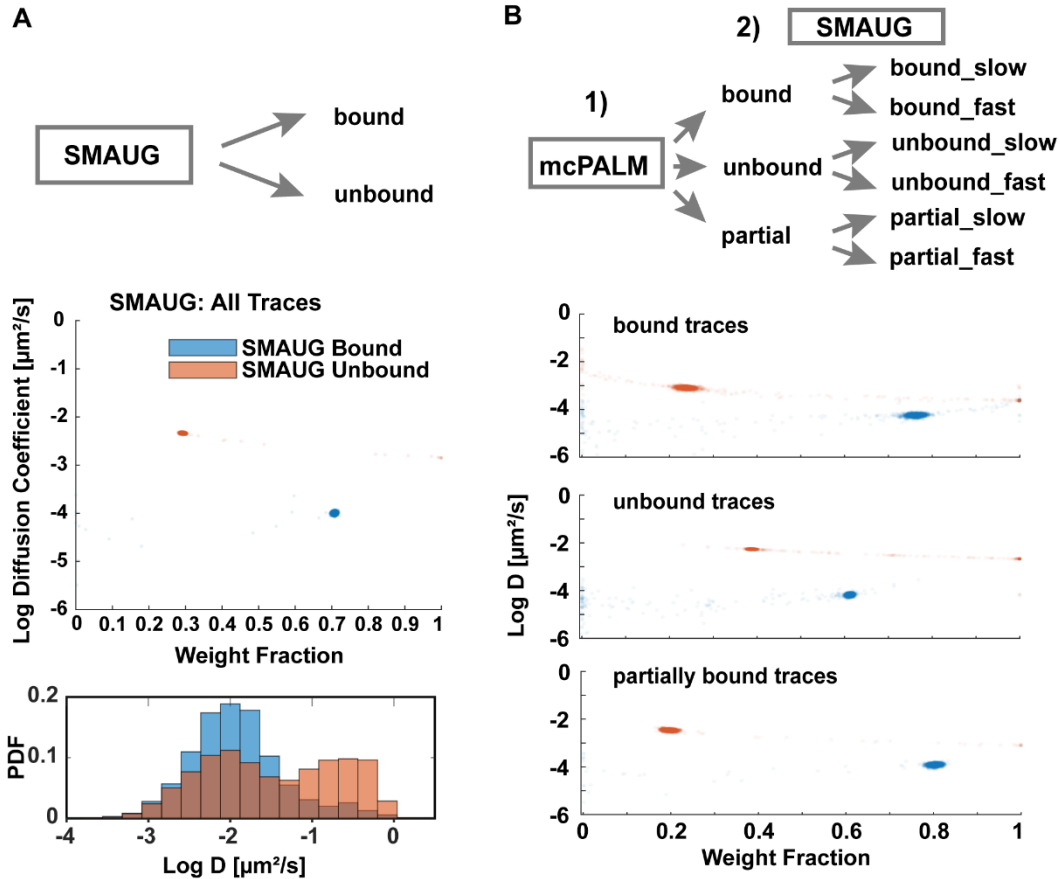 A
SMAUG
bound
unbound
SMAUG: All Traces
SMAUG Bound
SMAUG Unbound
Log Diffusion Coefficient [µm²/s]
0
-1
-2
-3
-4
-5
-6
0 0.1 0.2 0.3 0.4 0.5 0.6 0.7 0.8 0.9 1
Weight Fraction
PDF
0.2
0.1
0
-4 -3 -2 -1 0
Log D [µm²/s]
B
2) SMAUG
1)
mcPALM
bound
unbound
partial
bound_slow
bound_fast
unbound_slow
unbound_fast
partial_slow
partial_fast
bound traces
0
-2
-4
-6
unbound traces
0
-2
-4
-6
Log D [µm²/s]
partially bound traces
0
-2
-4
-6
0 0.2 0.4 0.6 0.8 1
Weight Fraction